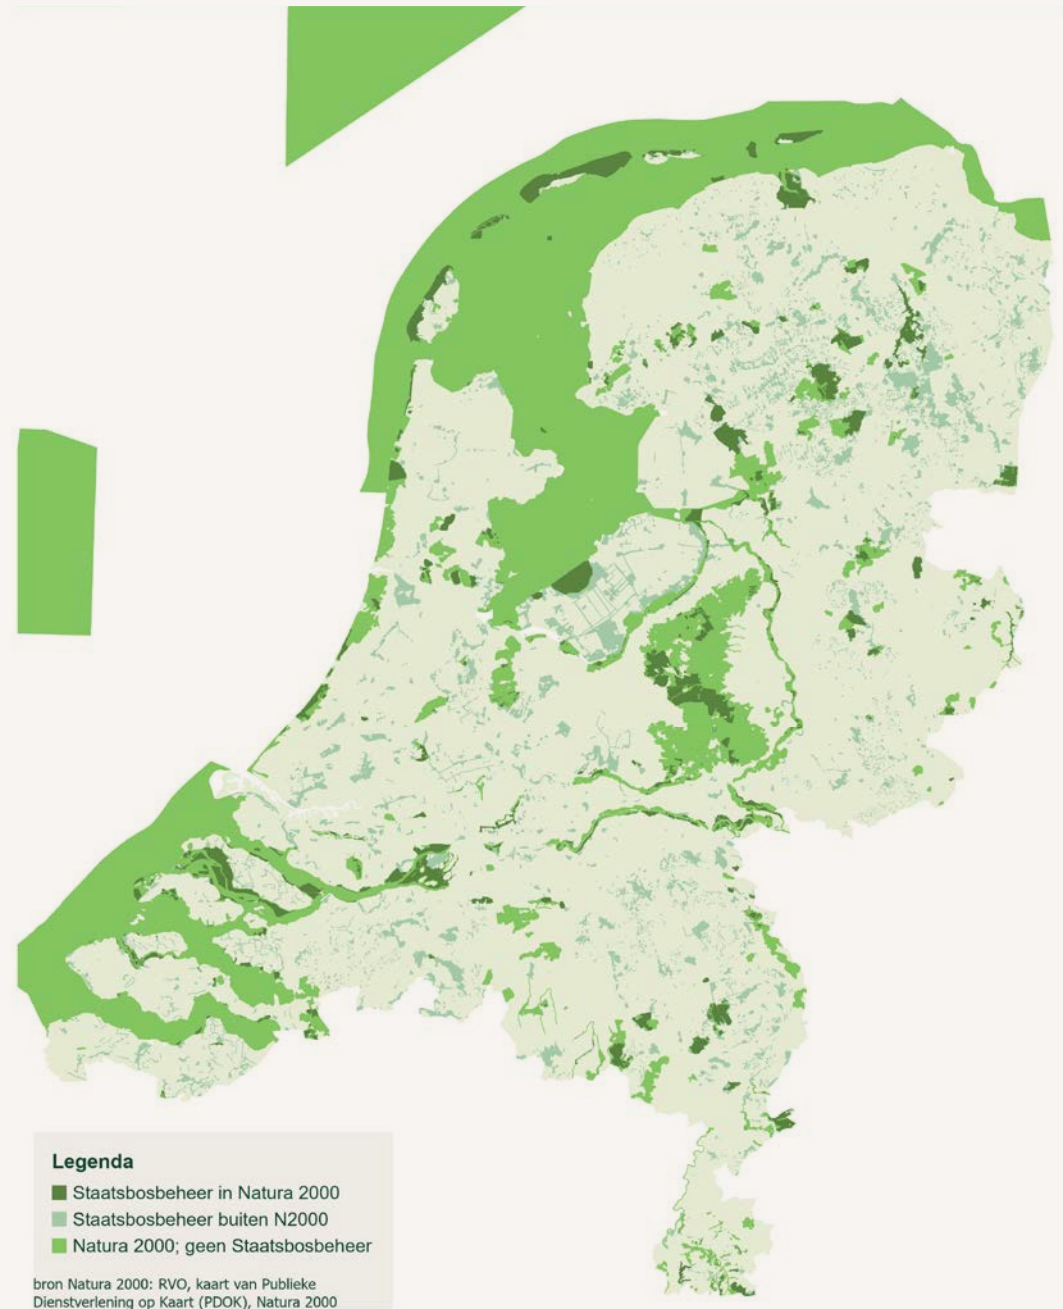 Legenda
Staatsbosbeheer in Natura 2000
Staatsbosbeheer buiten N2000
Natura 2000; geen Staatsbosbeheer
bron Natura 2000: RVO, kaart van Publieke
Dienstverlening op Kaart (PDOK), Natura 2000